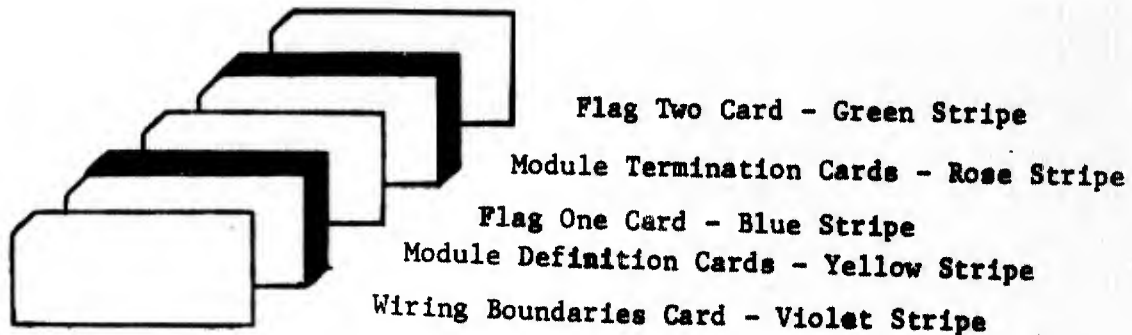 Flag Two Card - Green Stripe
Module Termination Cards - Rose Stripe
Flag One Card - Blue Stripe
Module Definition Cards - Yellow Stripe
Wiring Boundaries Card - Violet Stripe